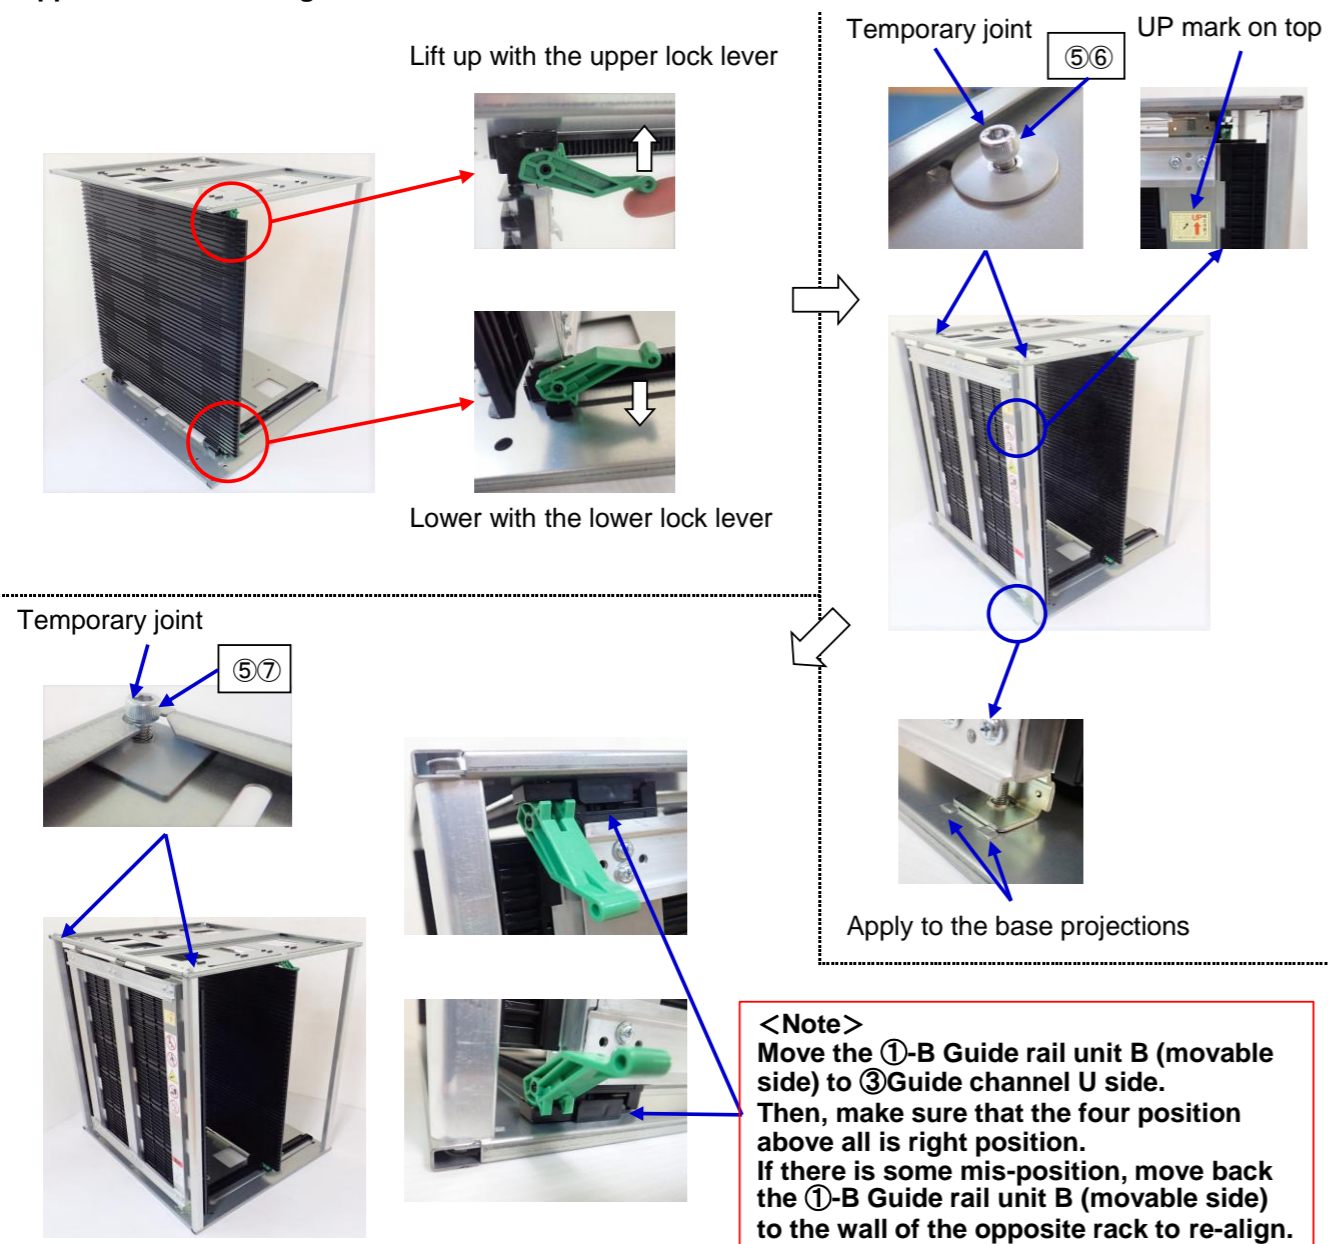 Lift up with the upper lock lever
Lower with the lower lock lever
Temporary joint
⑤⑥
UP mark on top
UP
Apply to the base projections
Temporary joint
⑤⑦
＜Note＞
Move the ①-B Guide rail unit B (movable
side) to ③Guide channel U side.
Then, make sure that the four position
above all is right position.
If there is some mis-position, move back
the ①-B Guide rail unit B (movable side)
to the wall of the opposite rack to re-align.